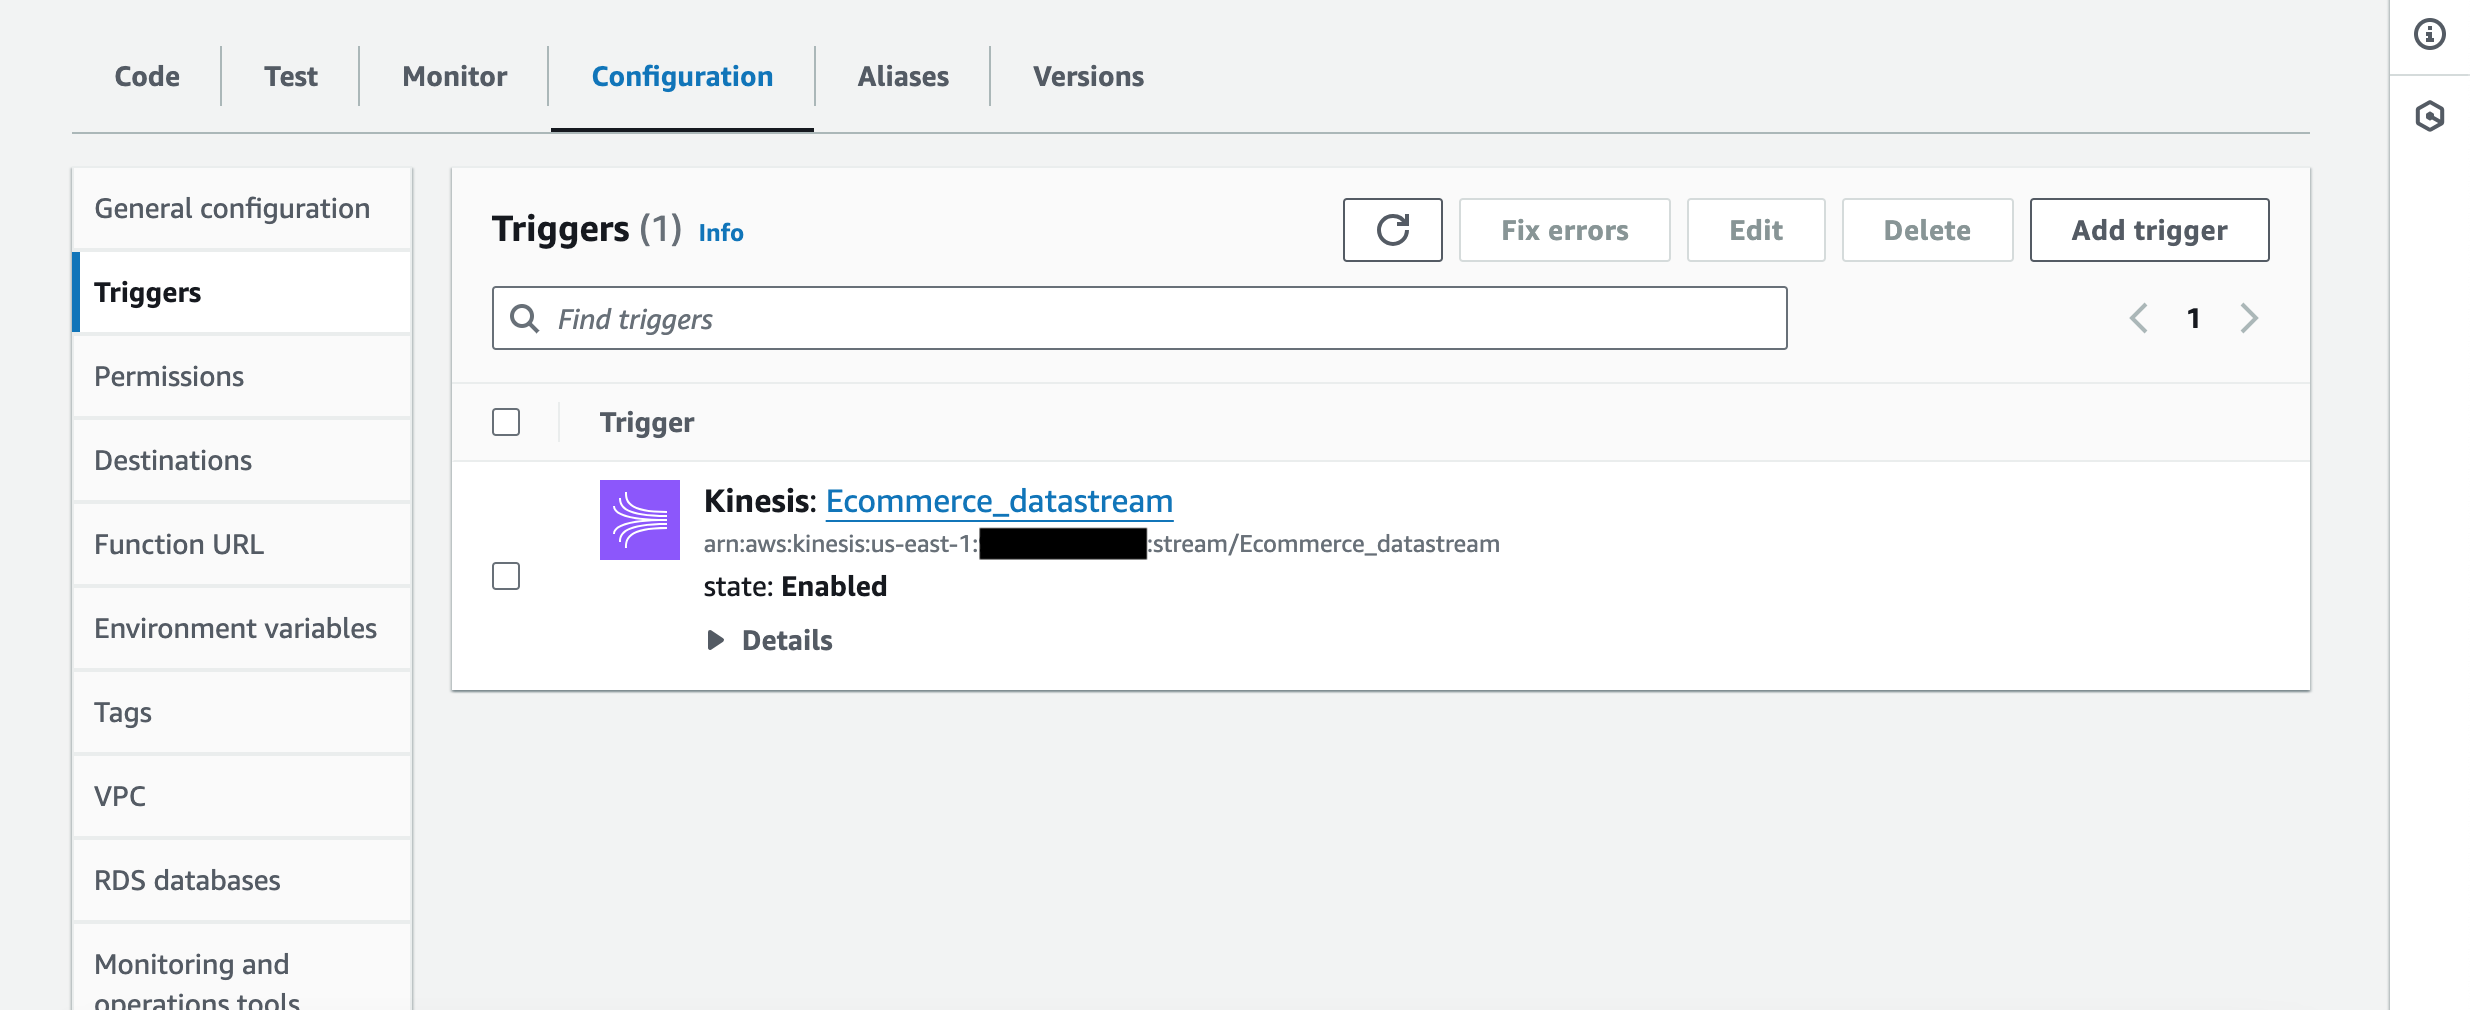 Code
Test
Monitor
Configuration
Aliases
Versions
General configuration
Triggers
Permissions
Destinations
Function URL
Environment variables
Tags
VPC
RDS databases
Monitoring and
operations tools
Triggers (1) Info
Fix errors
Edit
Delete
Add trigger
Find triggers
1
Trigger
Kinesis: Ecommerce_datastream
arn:aws:kinesis:us-east-1: :stream/Ecommerce_datastream
state: Enabled
Details